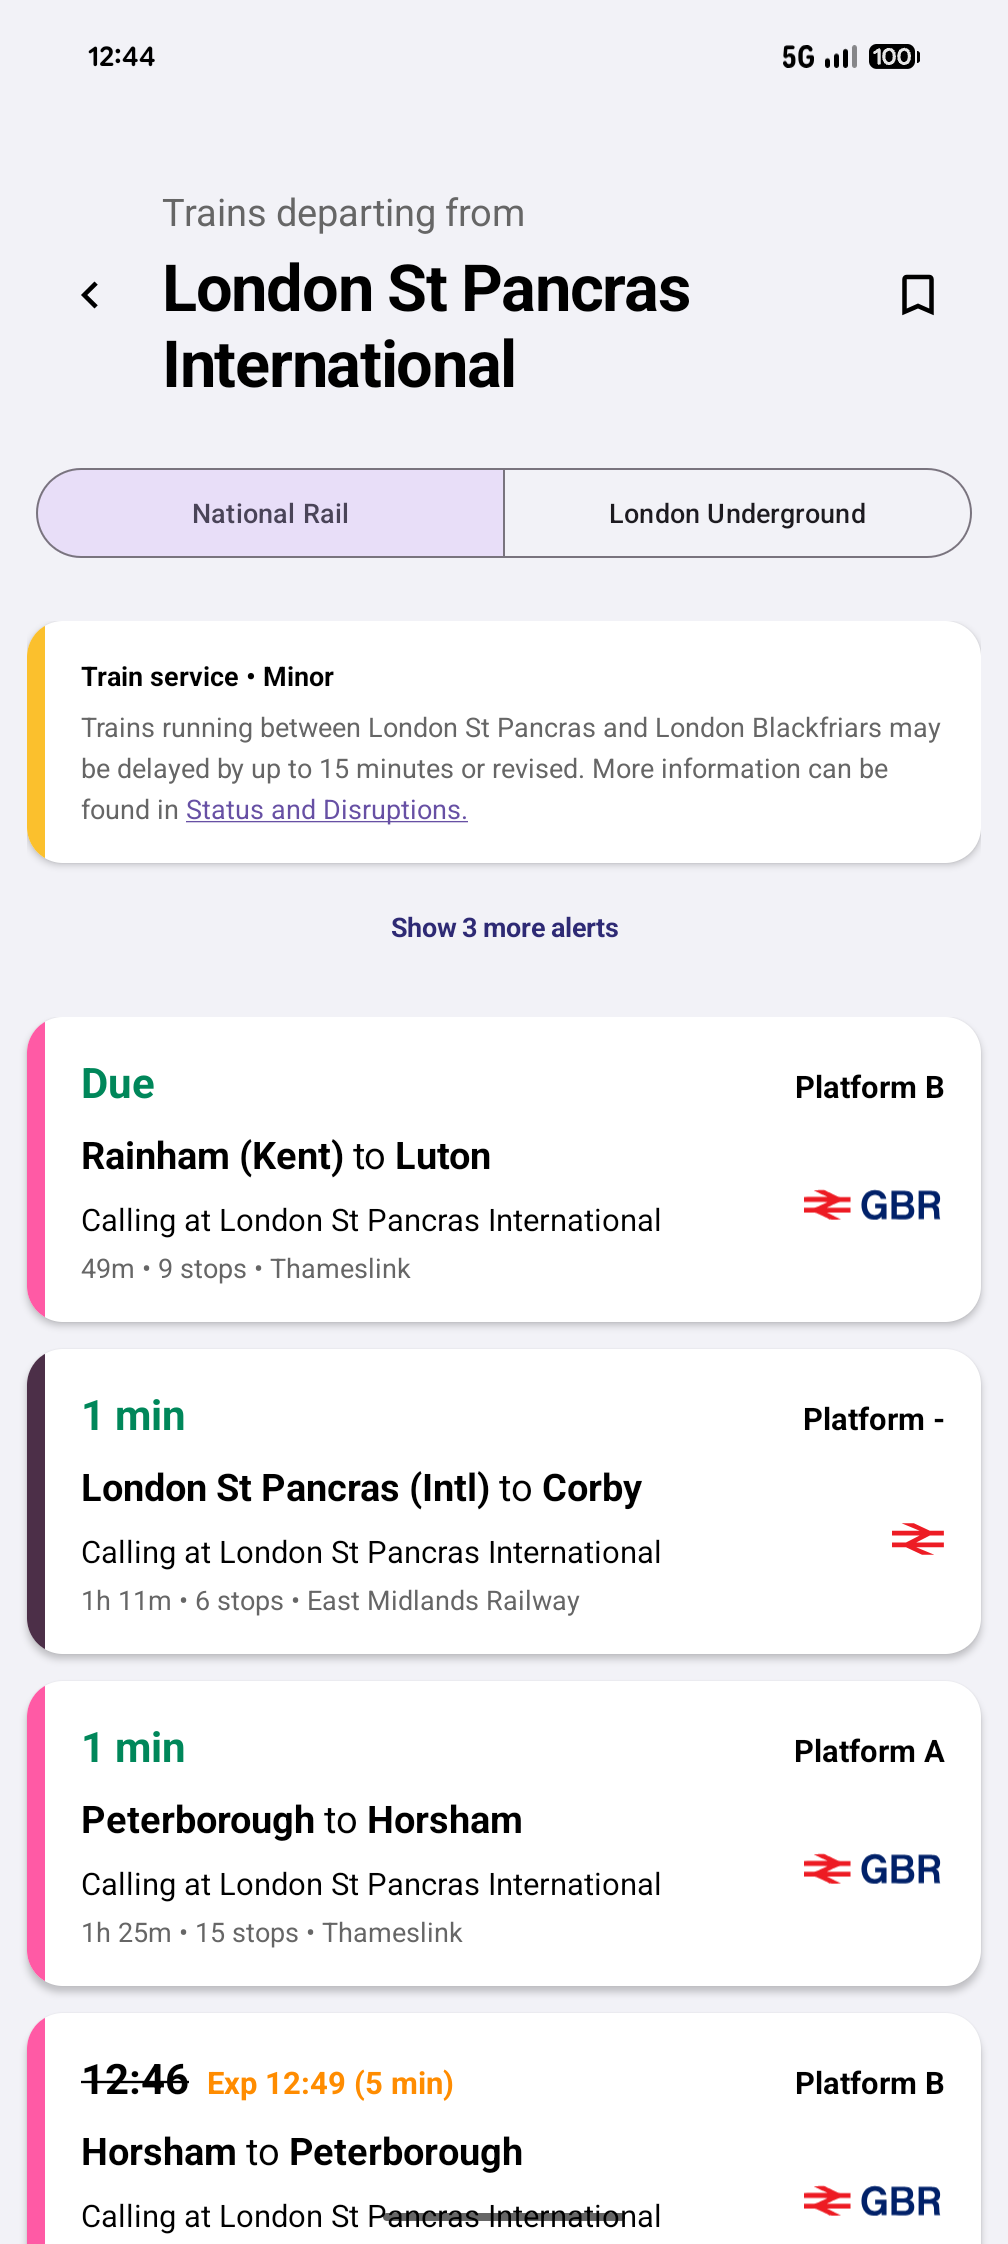 12:44
5G 100
Trains departing from
London St Pancras
International
National Rail
London Underground
Train service • Minor
Trains running between London St Pancras and London Blackfriars may
be delayed by up to 15 minutes or revised. More information can be
found in Status and Disruptions.
Show 3 more alerts
Due
Platform B
Rainham (Kent) to Luton
Calling at London St Pancras International
GBR
49m • 9 stops • Thameslink
1 min
Platform -
London St Pancras (Intl) to Corby
Calling at London St Pancras International
1h 11m • 6 stops • East Midlands Railway
1 min
Platform A
Peterborough to Horsham
Calling at London St Pancras International
GBR
1h 25m • 15 stops • Thameslink
12:46 Exp 12:49 (5 min)
Platform B
Horsham to Peterborough
Calling at London St Pancras International
GBR